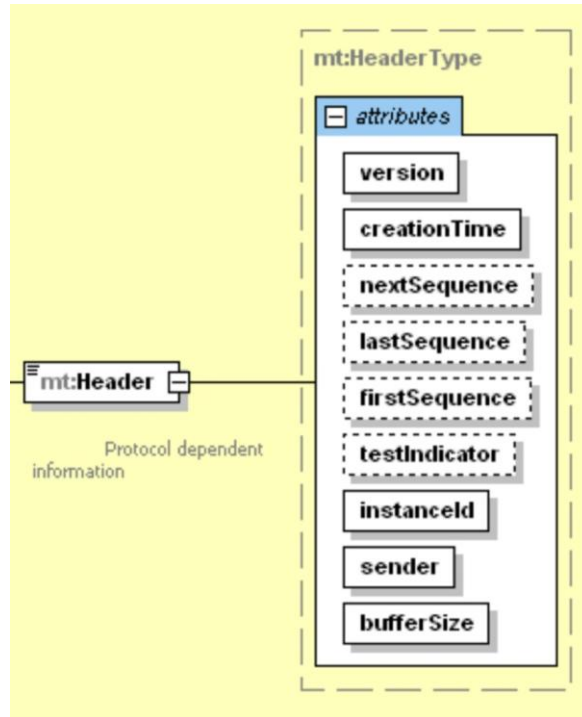 mt:HeaderType
attributes
version
creationTime
nextSequence
lastSequence
firstSequence
testIndicator
instanceId
sender
bufferSize
mt:Header
Protocol dependent
information